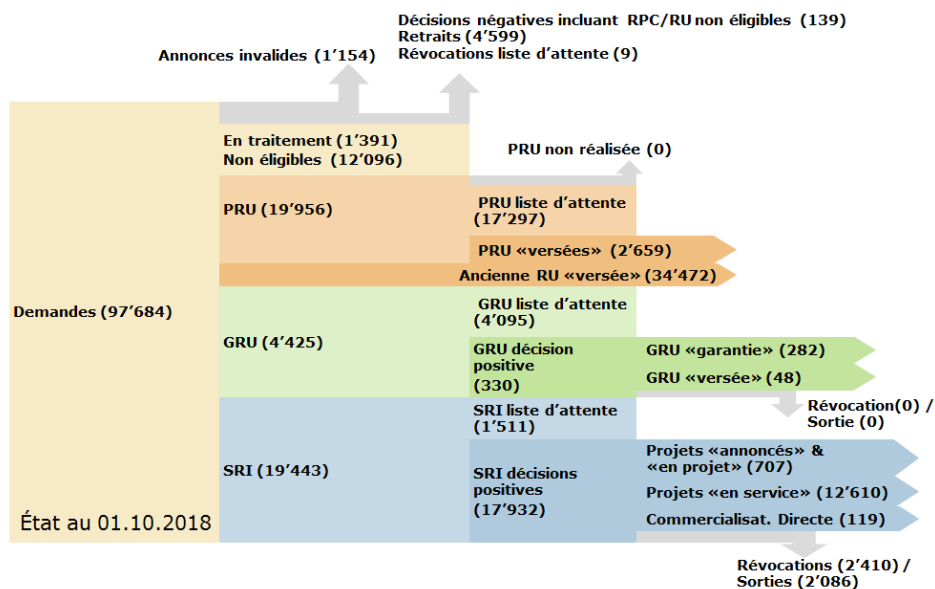 Décisions négatives incluant RPC/RU non éligibles (139)
Retraits (4’599)
Révocations liste d’attente (9)
Annonces invalides (1’154)
En traitement (1’391)
Non éligibles (12’096)
PRU non réalisée (0)
PRU (19’956)
PRU liste d’attente
(17’297)
PRU «versées» (2’659)
Ancienne RU «versée» (34’472)
Demandes (97’684)
GRU (4’425)
GRU liste d’attente
(4’095)
GRU décision
positive
(330)
GRU «garantie» (282)
GRU «versée» (48)
Révocation(0) /
Sortie (0)
SRI (19’443)
SRI liste d’attente
(1’511)
SRI décisions
positives
(17’932)
Projets «annoncés» &
«en projet» (707)
Projets «en service» (12’610)
Commercialisat. Directe (119)
Révocations (2’410) /
Sorties (2’086)
État au 01.10.2018